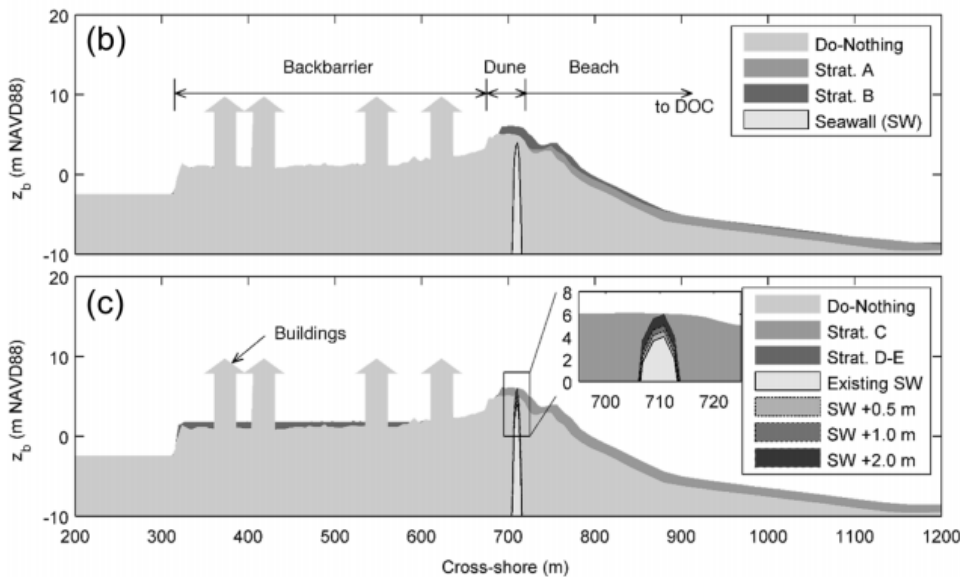 (b)
20
10
0
-10
z_b (m NAVD88)
Backbarrier
Dune
Beach
to DOC
Do-Nothing
Strat. A
Strat. B
Seawall (SW)
(c)
20
10
0
-10
z_b (m NAVD88)
Buildings
8
6
4
2
0
700
710
720
Do-Nothing
Strat. C
Strat. D-E
Existing SW
SW +0.5 m
SW +1.0 m
SW +2.0 m
200
300
400
500
600
700
800
900
1000
1100
1200
Cross-shore (m)